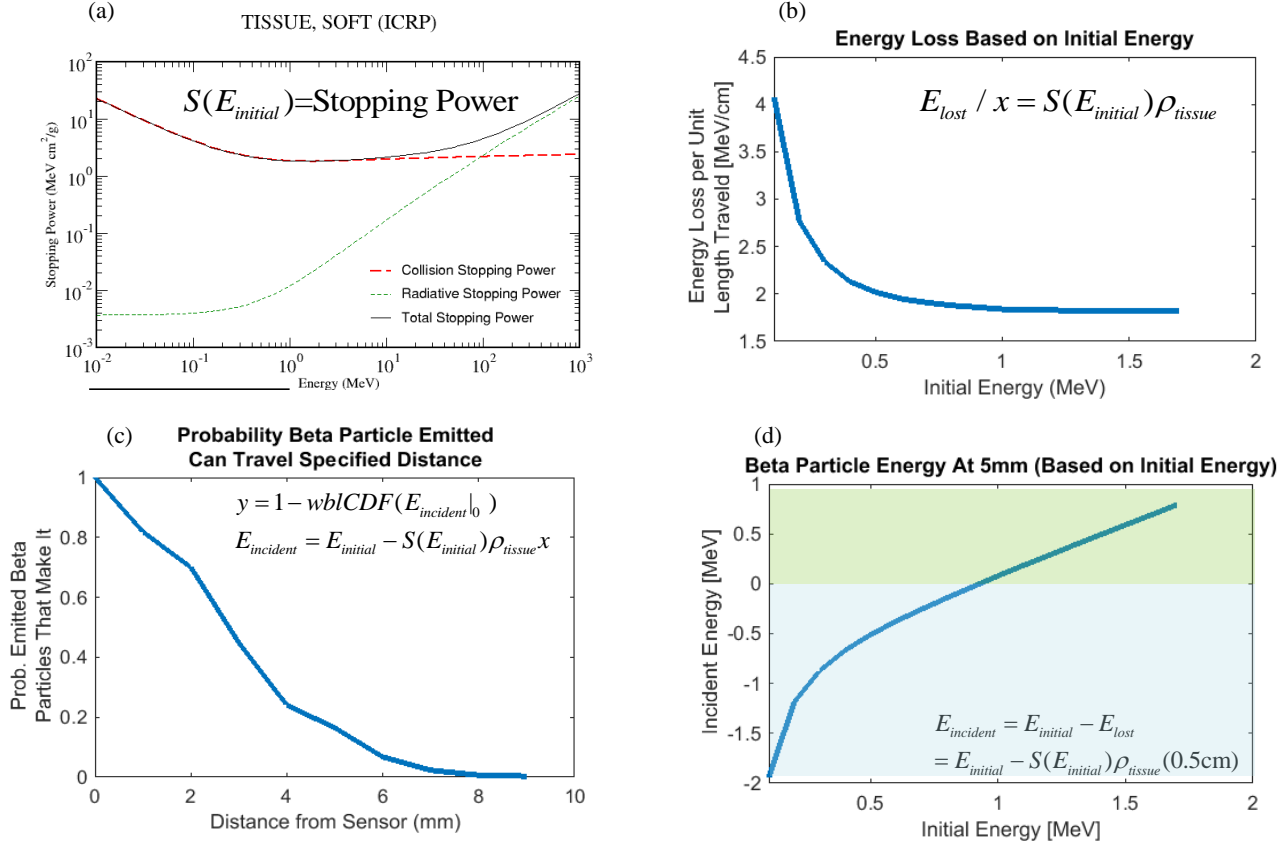 (a)
TISSUE, SOFT (ICRP)
S(E_initial)=Stopping Power
Stopping Power (MeV cm²/g)
10²
10¹
10⁰
10⁻¹
10⁻²
10⁻³
Collision Stopping Power
Radiative Stopping Power
Total Stopping Power
10⁻² 10⁻¹ 10⁰ 10¹ 10² 10³
Energy (MeV)
(b)
Energy Loss Based on Initial Energy
E_lost / x = S(E_initial)ρ_tissue
Energy Loss per Unit
Length Traveld [MeV/cm]
4.5
4
3.5
3
2.5
2
1.5
0.5 1 1.5 2
Initial Energy (MeV)
(c)
Probability Beta Particle Emitted
Can Travel Specified Distance
y = 1 − wblCDF(E_incident|₀ )
E_incident = E_initial − S(E_initial)ρ_tissue x
Prob. Emitted Beta
Particles That Make It
1
0.8
0.6
0.4
0.2
0
0 2 4 6 8 10
Distance from Sensor (mm)
(d)
Beta Particle Energy At 5mm (Based on Initial Energy)
Incident Energy [MeV]
1
0.5
0
-0.5
-1
-1.5
-2
E_incident = E_initial − E_lost
= E_initial − S(E_initial)ρ_tissue(0.5cm)
0.5 1 1.5 2
Initial Energy [MeV]